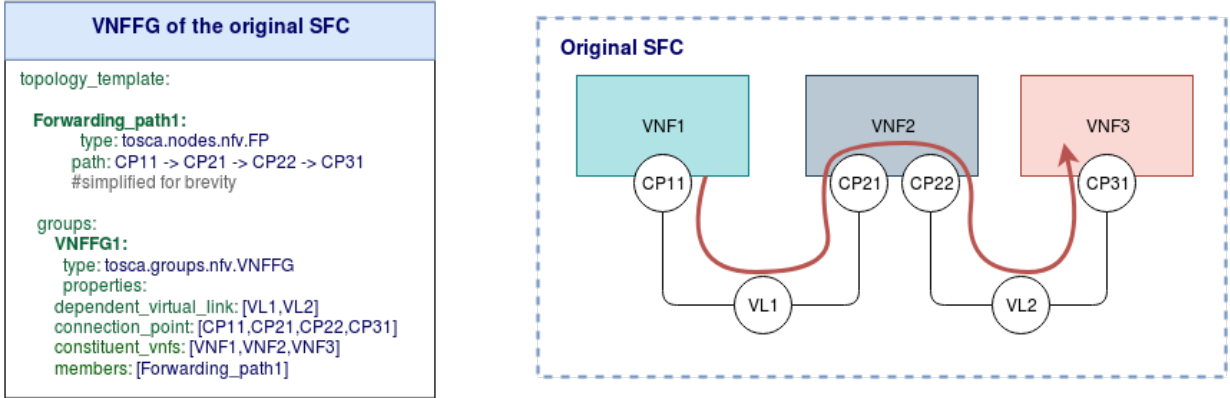 VNFFG of the original SFC
topology_template:
Forwarding_path1:
type: tosca.nodes.nfv.FP
path: CP11 -> CP21 -> CP22 -> CP31
#simplified for brevity
groups:
VNFFG1:
type: tosca.groups.nfv.VNFFG
properties:
dependent_virtual_link: [VL1,VL2]
connection_point: [CP11,CP21,CP22,CP31]
constituent_vnfs: [VNF1,VNF2,VNF3]
members: [Forwarding_path1]
Original SFC
VNF1
VNF2
VNF3
CP11
CP21
CP22
CP31
VL1
VL2